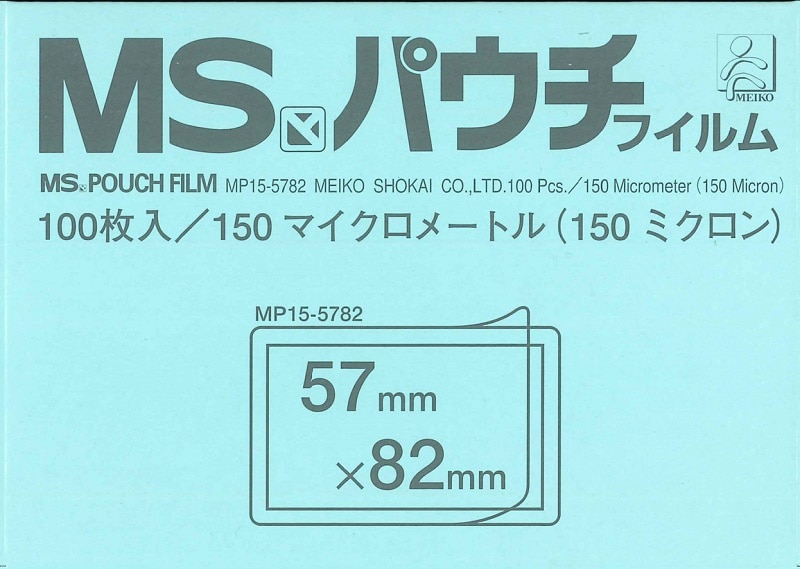 MS パウチフィルム
MEIKO
MS POUCH FILM MP15-5782 MEIKO SHOKAI CO.,LTD.100 Pcs./150 Micrometer (150 Micron)
100枚入/150 マイクロメートル(150 ミクロン)
MP15-5782
57mm
×82mm